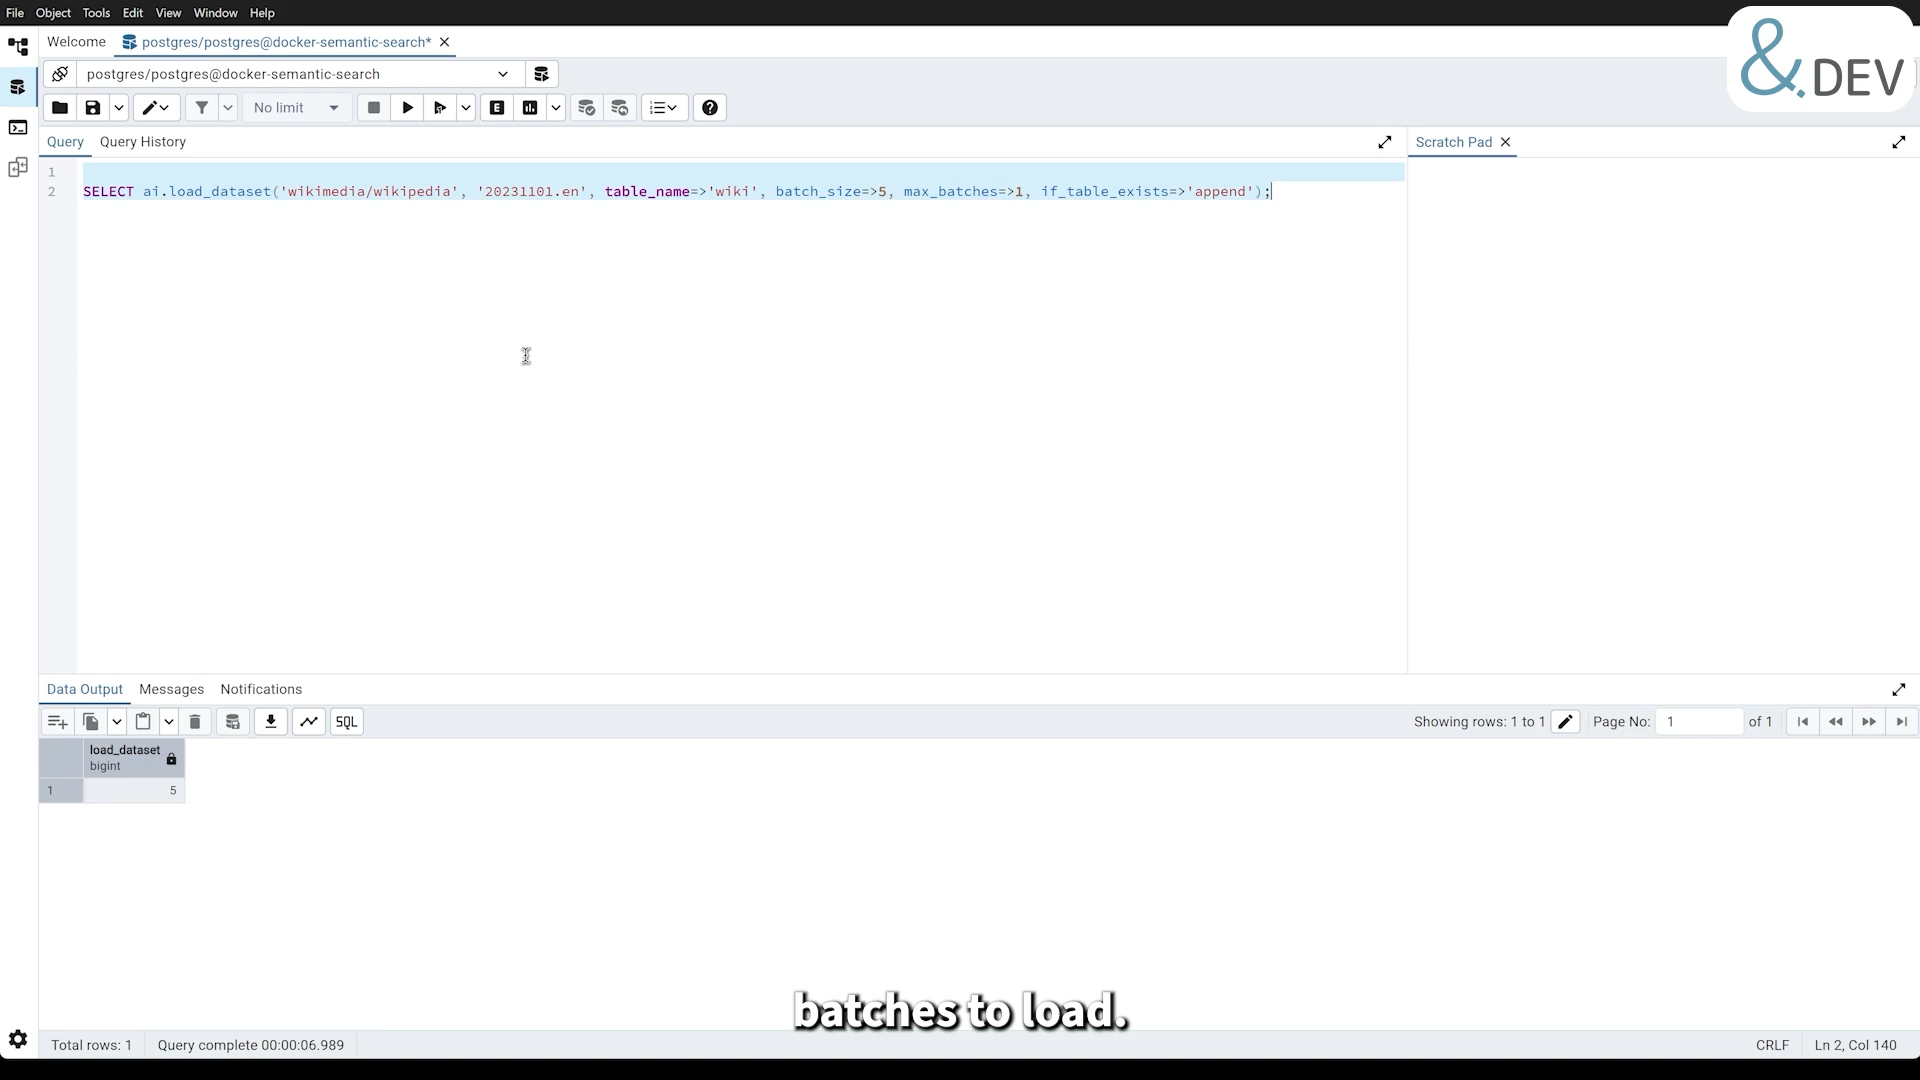 File Object Tools Edit View Window Help
Welcome postgres/postgres@docker-semantic-search*
&.DEV
postgres/postgres@docker-semantic-search
No limit
Query Query History
Scratch Pad
1
2 SELECT ai.load_dataset('wikimedia/wikipedia', '20231101.en', table_name=>'wiki', batch_size=>5, max_batches=>1, if_table_exists=>'append');
Data Output Messages Notifications
SQL
Showing rows: 1 to 1 Page No: 1 of 1
load_dataset
bigint
1 5
batches to load.
Total rows: 1 Query complete 00:00:06.989 CRLF Ln 2, Col 140